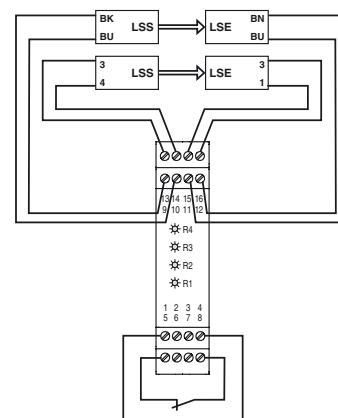 BK LSS LSE BN
BU BU
3 LSS LSE 3
4 1
13 14 15 16
9 10 11 12
R4
R3
R2
R1
1 2 3 4
5 6 7 8